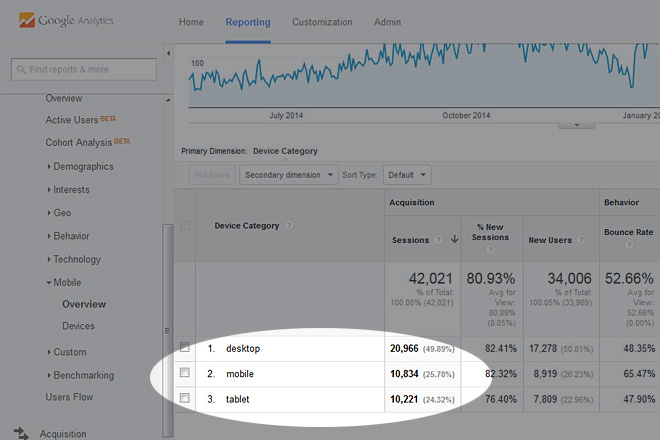 Google Analytics
Home Reporting Customization Admin
Find reports & more
100
July 2014 October 2014 January 20
Overview
Active Users BETA
Cohort Analysis BETA
Demographics
Interests
Geo
Behavior
Technology
Mobile
Overview
Devices
Custom
Benchmarking
Users Flow
Acquisition
Primary Dimension: Device Category
Plot Rows Secondary dimension Sort Type: Default
Device Category ?
Acquisition Behavior
Sessions ? % New Sessions ? New Users ? Bounce Rate ?
42,021 80.93% 34,006 52.66%
% of Total: 100.00% (42,021) Avg for View: 80.89% (0.05%) % of Total: 100.05% (33,989) Avg for View: 52.66% (0.00%)
1. desktop 20,966 (49.89%) 82.41% 17,278 (50.81%) 48.35%
2. mobile 10,834 (25.78%) 82.32% 8,919 (26.23%) 65.47%
3. tablet 10,221 (24.32%) 76.40% 7,809 (22.96%) 47.90%